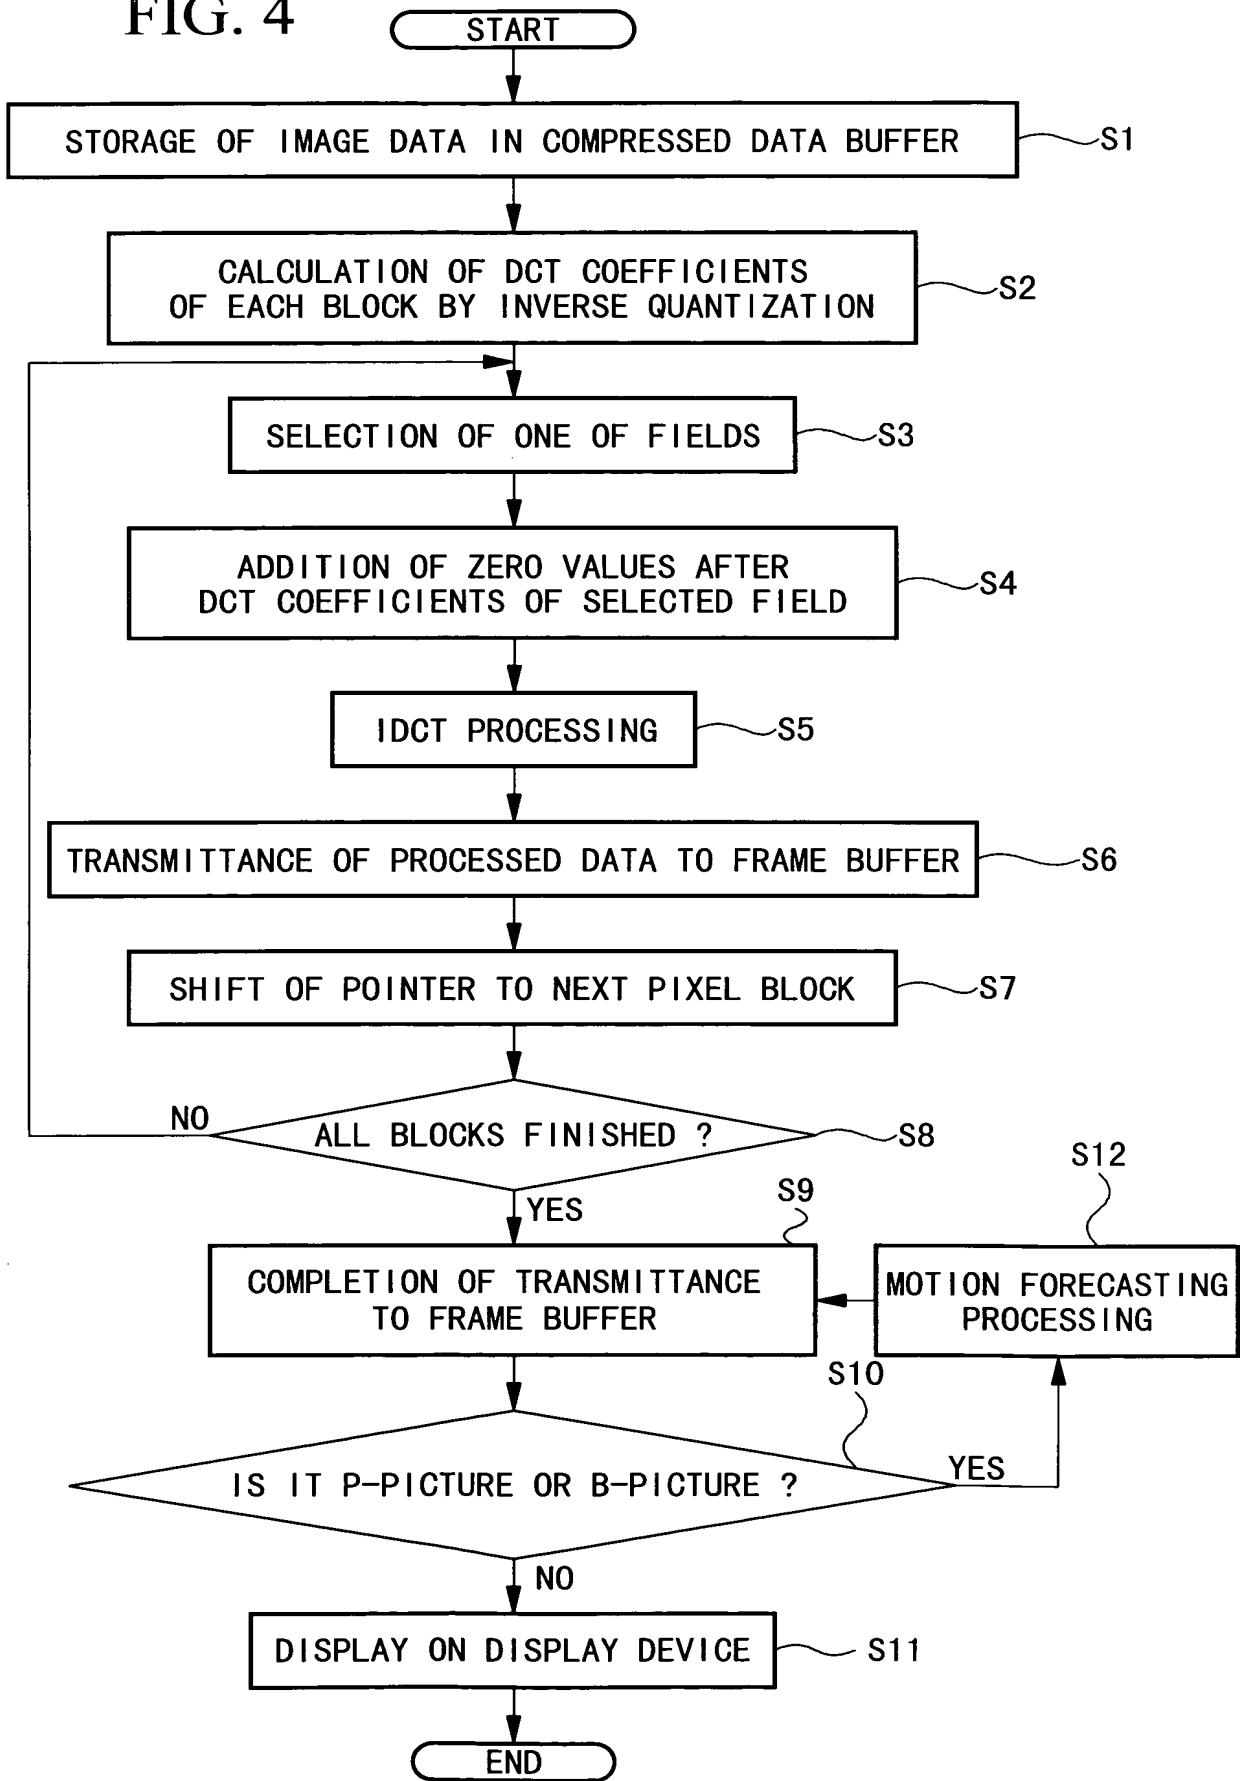 FIG. 4
START
STORAGE OF IMAGE DATA IN COMPRESSED DATA BUFFER
S1
CALCULATION OF DCT COEFFICIENTS
OF EACH BLOCK BY INVERSE QUANTIZATION
S2
SELECTION OF ONE OF FIELDS
S3
ADDITION OF ZERO VALUES AFTER
DCT COEFFICIENTS OF SELECTED FIELD
S4
IDCT PROCESSING
S5
TRANSMITTANCE OF PROCESSED DATA TO FRAME BUFFER
S6
SHIFT OF POINTER TO NEXT PIXEL BLOCK
S7
NO
ALL BLOCKS FINISHED ?
S8
YES
S9
S12
COMPLETION OF TRANSMITTANCE
TO FRAME BUFFER
MOTION FORECASTING
PROCESSING
S10
IS IT P-PICTURE OR B-PICTURE ?
YES
NO
DISPLAY ON DISPLAY DEVICE
S11
END